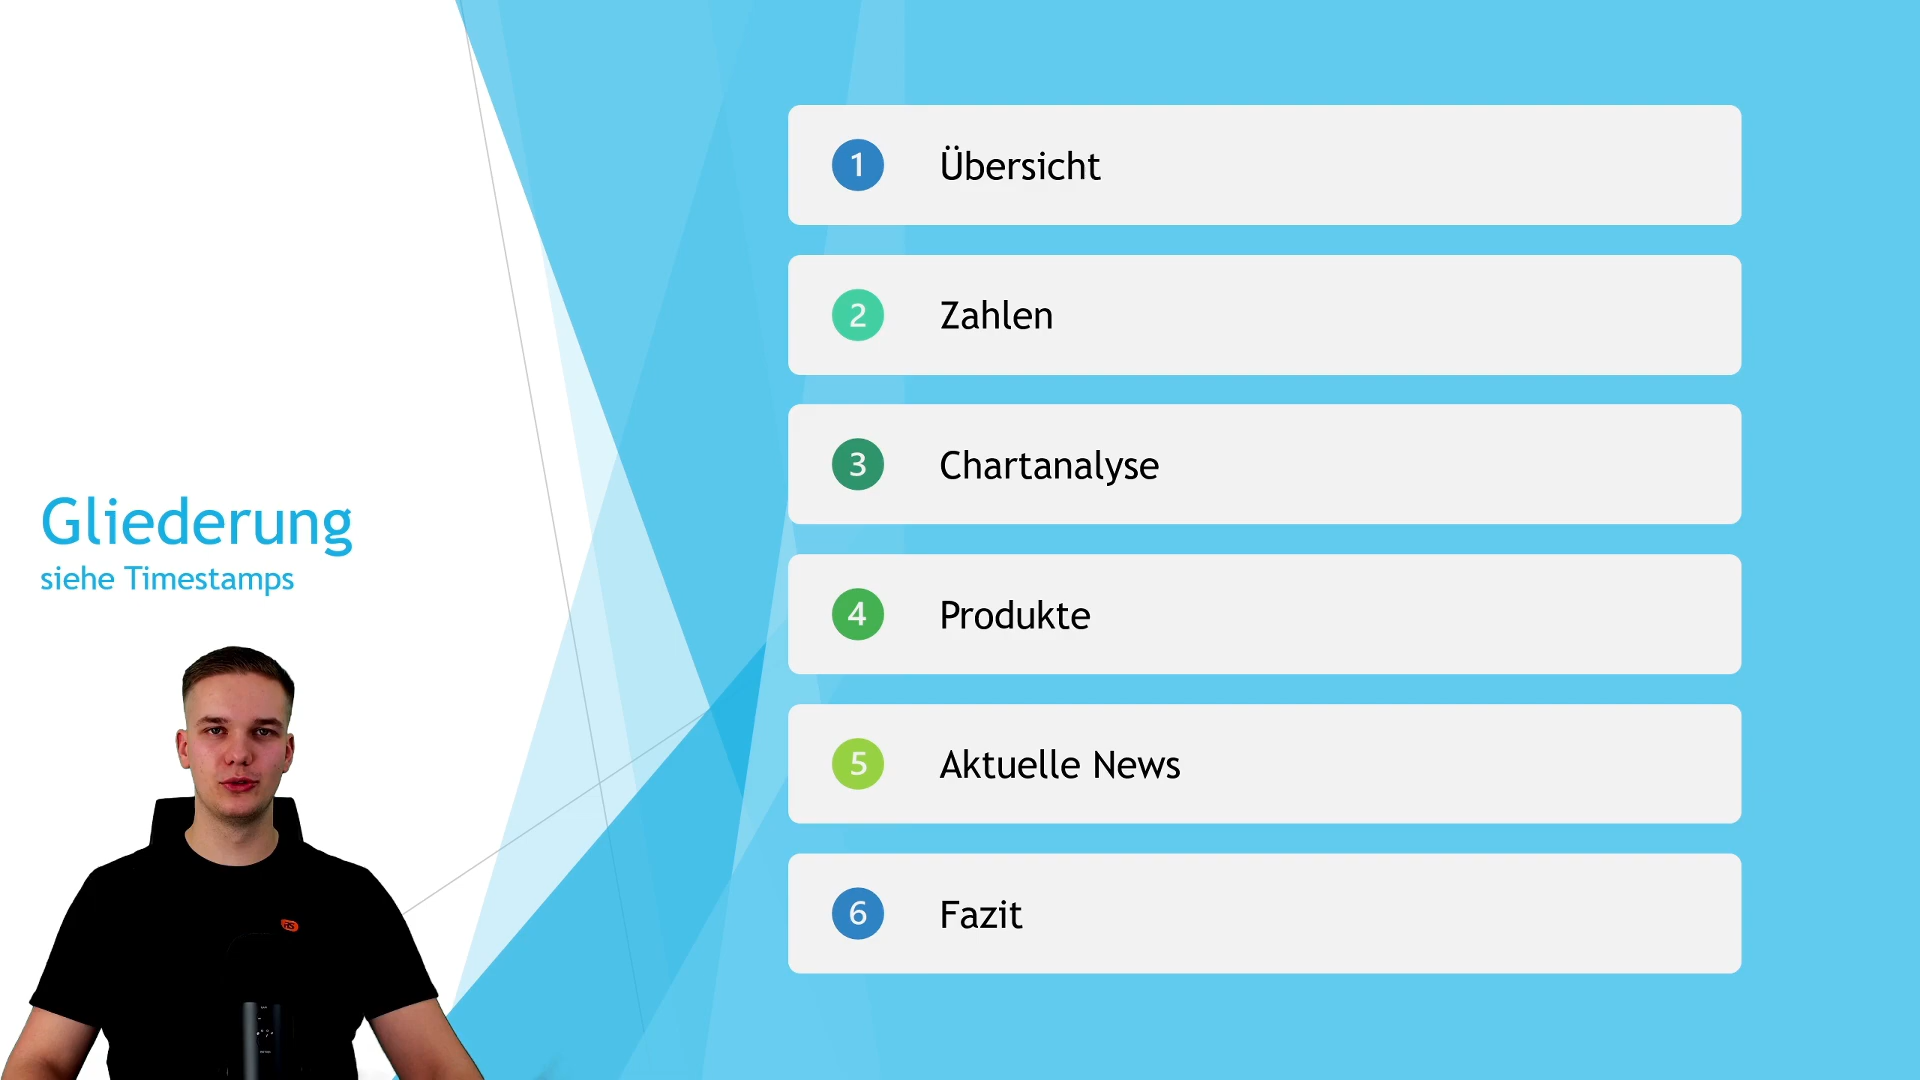 Gliederung
siehe Timestamps
1 Übersicht
2 Zahlen
3 Chartanalyse
4 Produkte
5 Aktuelle News
6 Fazit